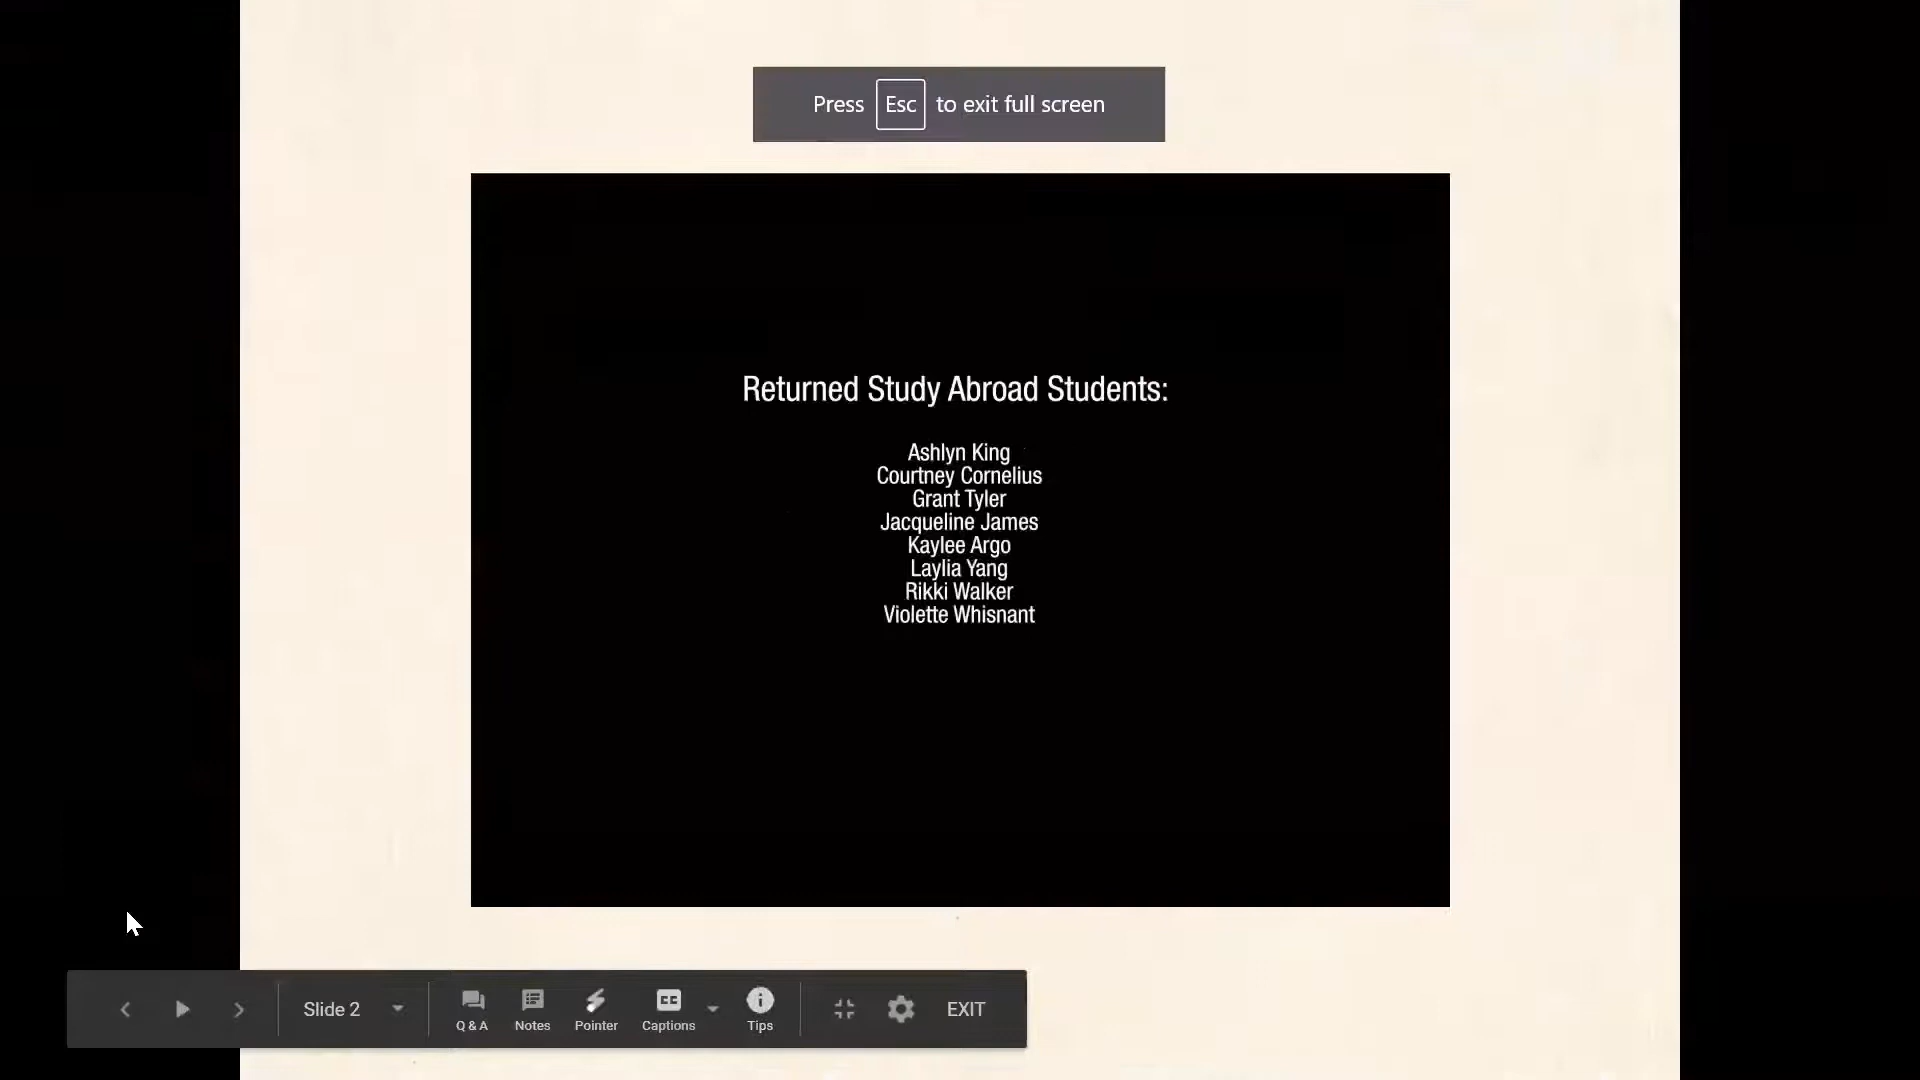 Press Esc to exit full screen
Returned Study Abroad Students:
Ashlyn King
Courtney Cornelius
Grant Tyler
Jacqueline James
Kaylee Argo
Laylia Yang
Rikki Walker
Violette Whisnant
Slide 2
Q & A
Notes
Pointer
CC
Captions
Tips
EXIT